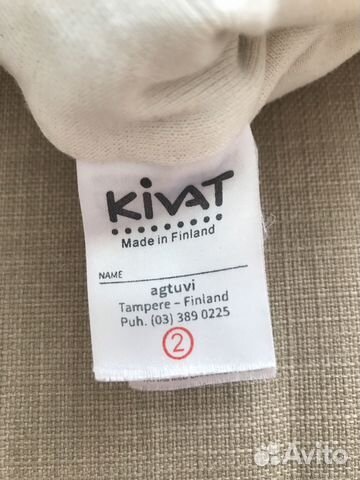 KiVAT
Made in Finland
NAME
agtuvi
Tampere – Finland
Puh. (03) 389 0225
2
Avito